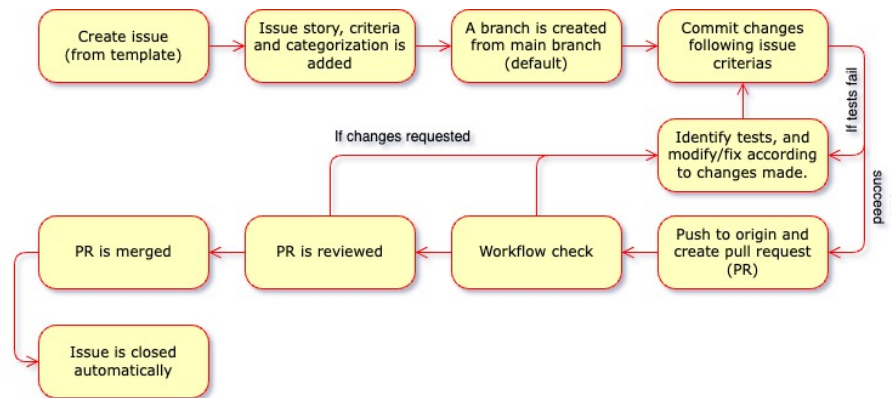 Create issue
(from template)
Issue story, criteria
and categorization is
added
A branch is created
from main branch
(default)
Commit changes
following issue
criterias
If tests fail
succeed
If changes requested
Identify tests, and
modify/fix according
to changes made.
PR is merged
PR is reviewed
Workflow check
Push to origin and
create pull request
(PR)
Issue is closed
automatically